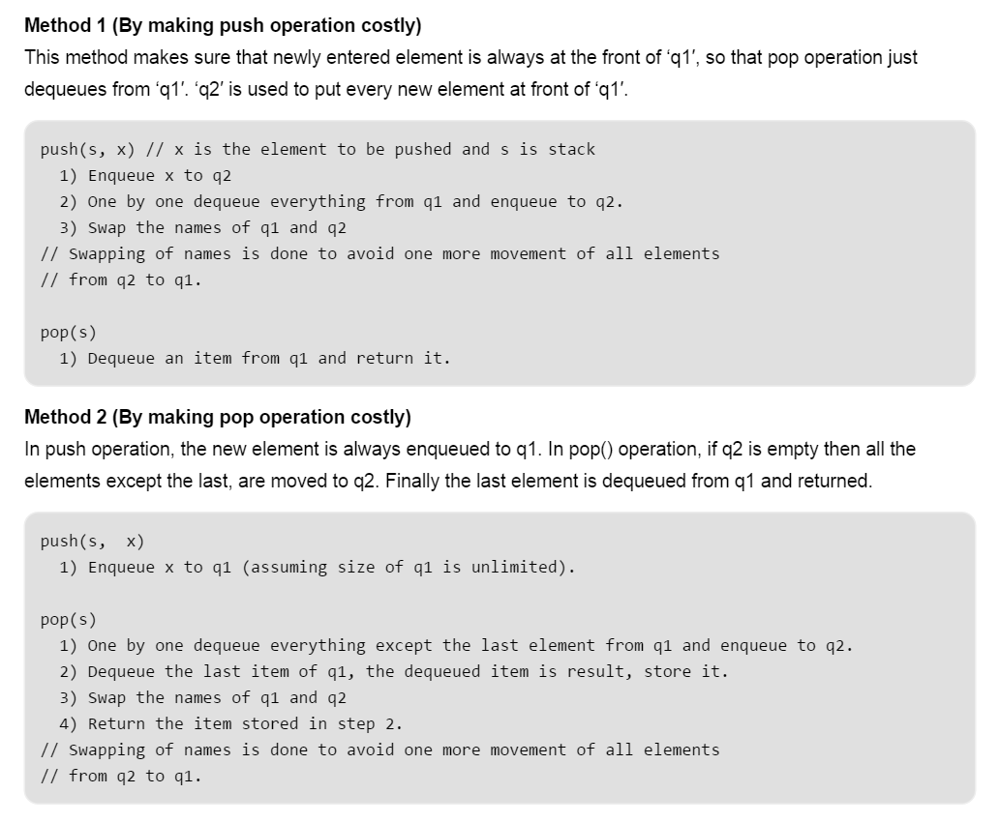 Method 1 (By making push operation costly)
This method makes sure that newly entered element is always at the front of ‘q1′, so that pop operation just
dequeues from ‘q1′. ‘q2′ is used to put every new element at front of ‘q1′.
push(s, x) // x is the element to be pushed and s is stack
  1) Enqueue x to q2
  2) One by one dequeue everything from q1 and enqueue to q2.
  3) Swap the names of q1 and q2
// Swapping of names is done to avoid one more movement of all elements
// from q2 to q1.
pop(s)
  1) Dequeue an item from q1 and return it.
Method 2 (By making pop operation costly)
In push operation, the new element is always enqueued to q1. In pop() operation, if q2 is empty then all the
elements except the last, are moved to q2. Finally the last element is dequeued from q1 and returned.
push(s,  x)
  1) Enqueue x to q1 (assuming size of q1 is unlimited).
pop(s)
  1) One by one dequeue everything except the last element from q1 and enqueue to q2.
  2) Dequeue the last item of q1, the dequeued item is result, store it.
  3) Swap the names of q1 and q2
  4) Return the item stored in step 2.
// Swapping of names is done to avoid one more movement of all elements
// from q2 to q1.